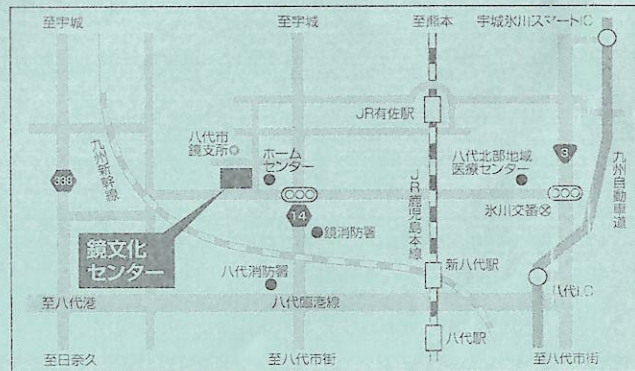 至宇城
至宇城
至熊本
宇城氷川スマートIC
JR有佐駅
八代市
鏡支所
九州新幹線
ホーム
センター
338
14
鏡消防署
JR鹿児島本線
八代北部地域
医療センター
3
九州自動車道
氷川交番
鏡文化
センター
八代消防署
新八代駅
八代I.C
至八代港
八代臨港線
八代駅
至日奈久
至八代市街
至八代市街